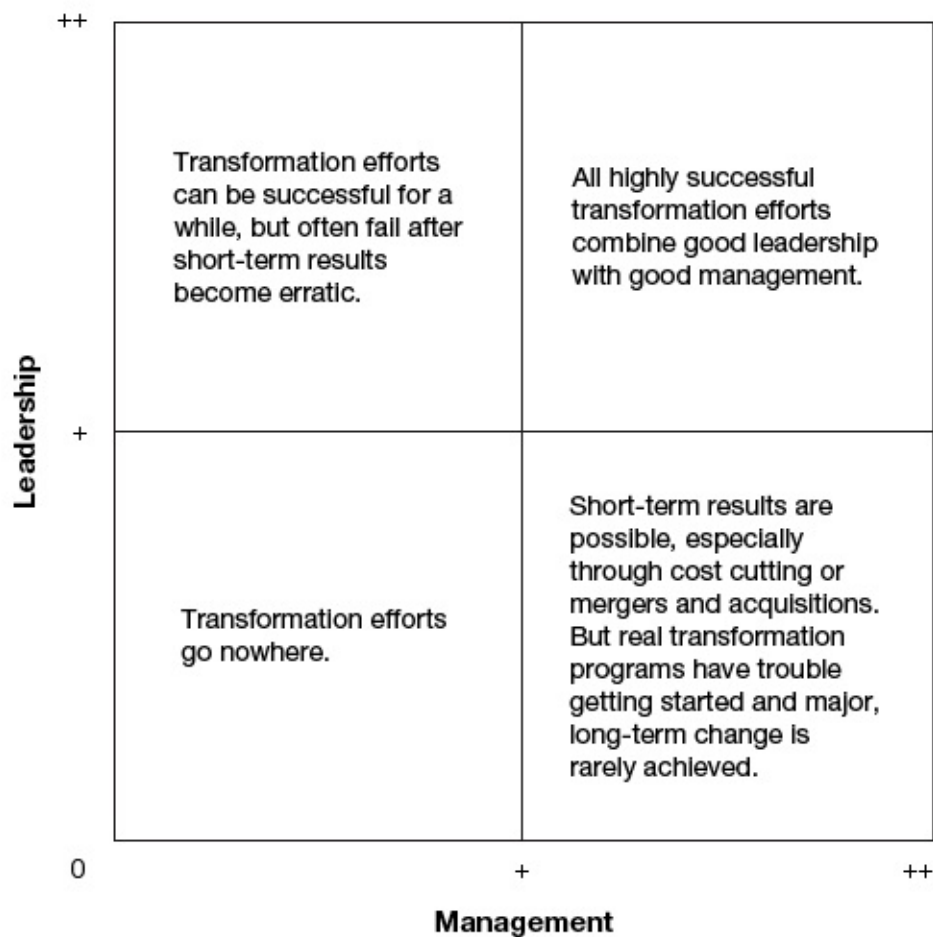 ++
Transformation efforts
can be successful for a
while, but often fail after
short-term results
become erratic.
All highly successful
transformation efforts
combine good leadership
with good management.
Leadership
+
Transformation efforts
go nowhere.
Short-term results are
possible, especially
through cost cutting or
mergers and acquisitions.
But real transformation
programs have trouble
getting started and major,
long-term change is
rarely achieved.
0
+
++
Management